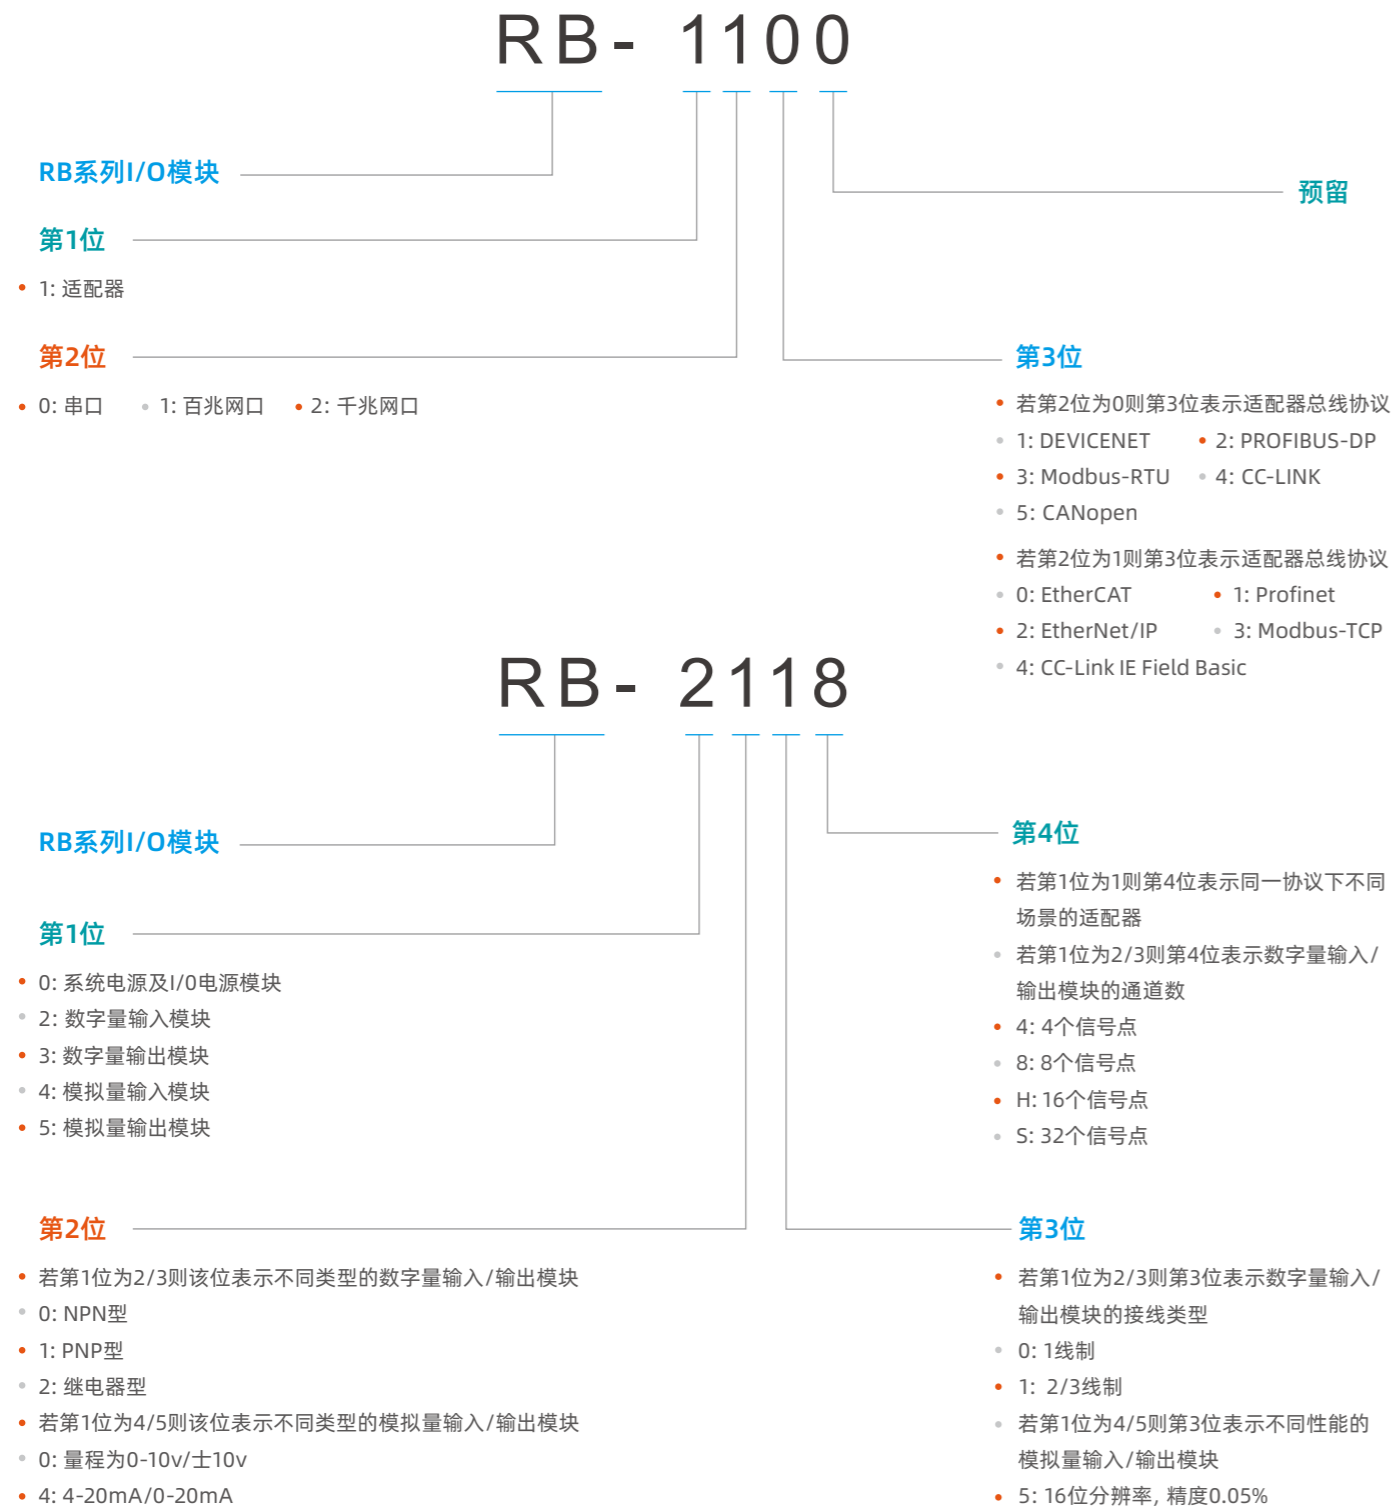 RB- 1100
RB系列I/O模块
预留
第1位
1: 适配器
第2位
0: 串口 1: 百兆网口 2: 千兆网口
第3位
若第2位为0则第3位表示适配器总线协议
1: DEVICENET 2: PROFIBUS-DP
3: Modbus-RTU 4: CC-LINK
5: CANopen
若第2位为1则第3位表示适配器总线协议
0: EtherCAT 1: Profinet
2: EtherNet/IP 3: Modbus-TCP
4: CC-Link IE Field Basic
RB- 2118
RB系列I/O模块
第1位
0: 系统电源及I/0电源模块
2: 数字量输入模块
3: 数字量输出模块
4: 模拟量输入模块
5: 模拟量输出模块
第4位
若第1位为1则第4位表示同一协议下不同
场景的适配器
若第1位为2/3则第4位表示数字量输入/
输出模块的通道数
4: 4个信号点
8: 8个信号点
H: 16个信号点
S: 32个信号点
第2位
若第1位为2/3则该位表示不同类型的数字量输入/输出模块
0: NPN型
1: PNP型
2: 继电器型
若第1位为4/5则该位表示不同类型的模拟量输入/输出模块
0: 量程为0-10v/士10v
4: 4-20mA/0-20mA
第3位
若第1位为2/3则第3位表示数字量输入/
输出模块的接线类型
0: 1线制
1: 2/3线制
若第1位为4/5则第3位表示不同性能的
模拟量输入/输出模块
5: 16位分辨率, 精度0.05%